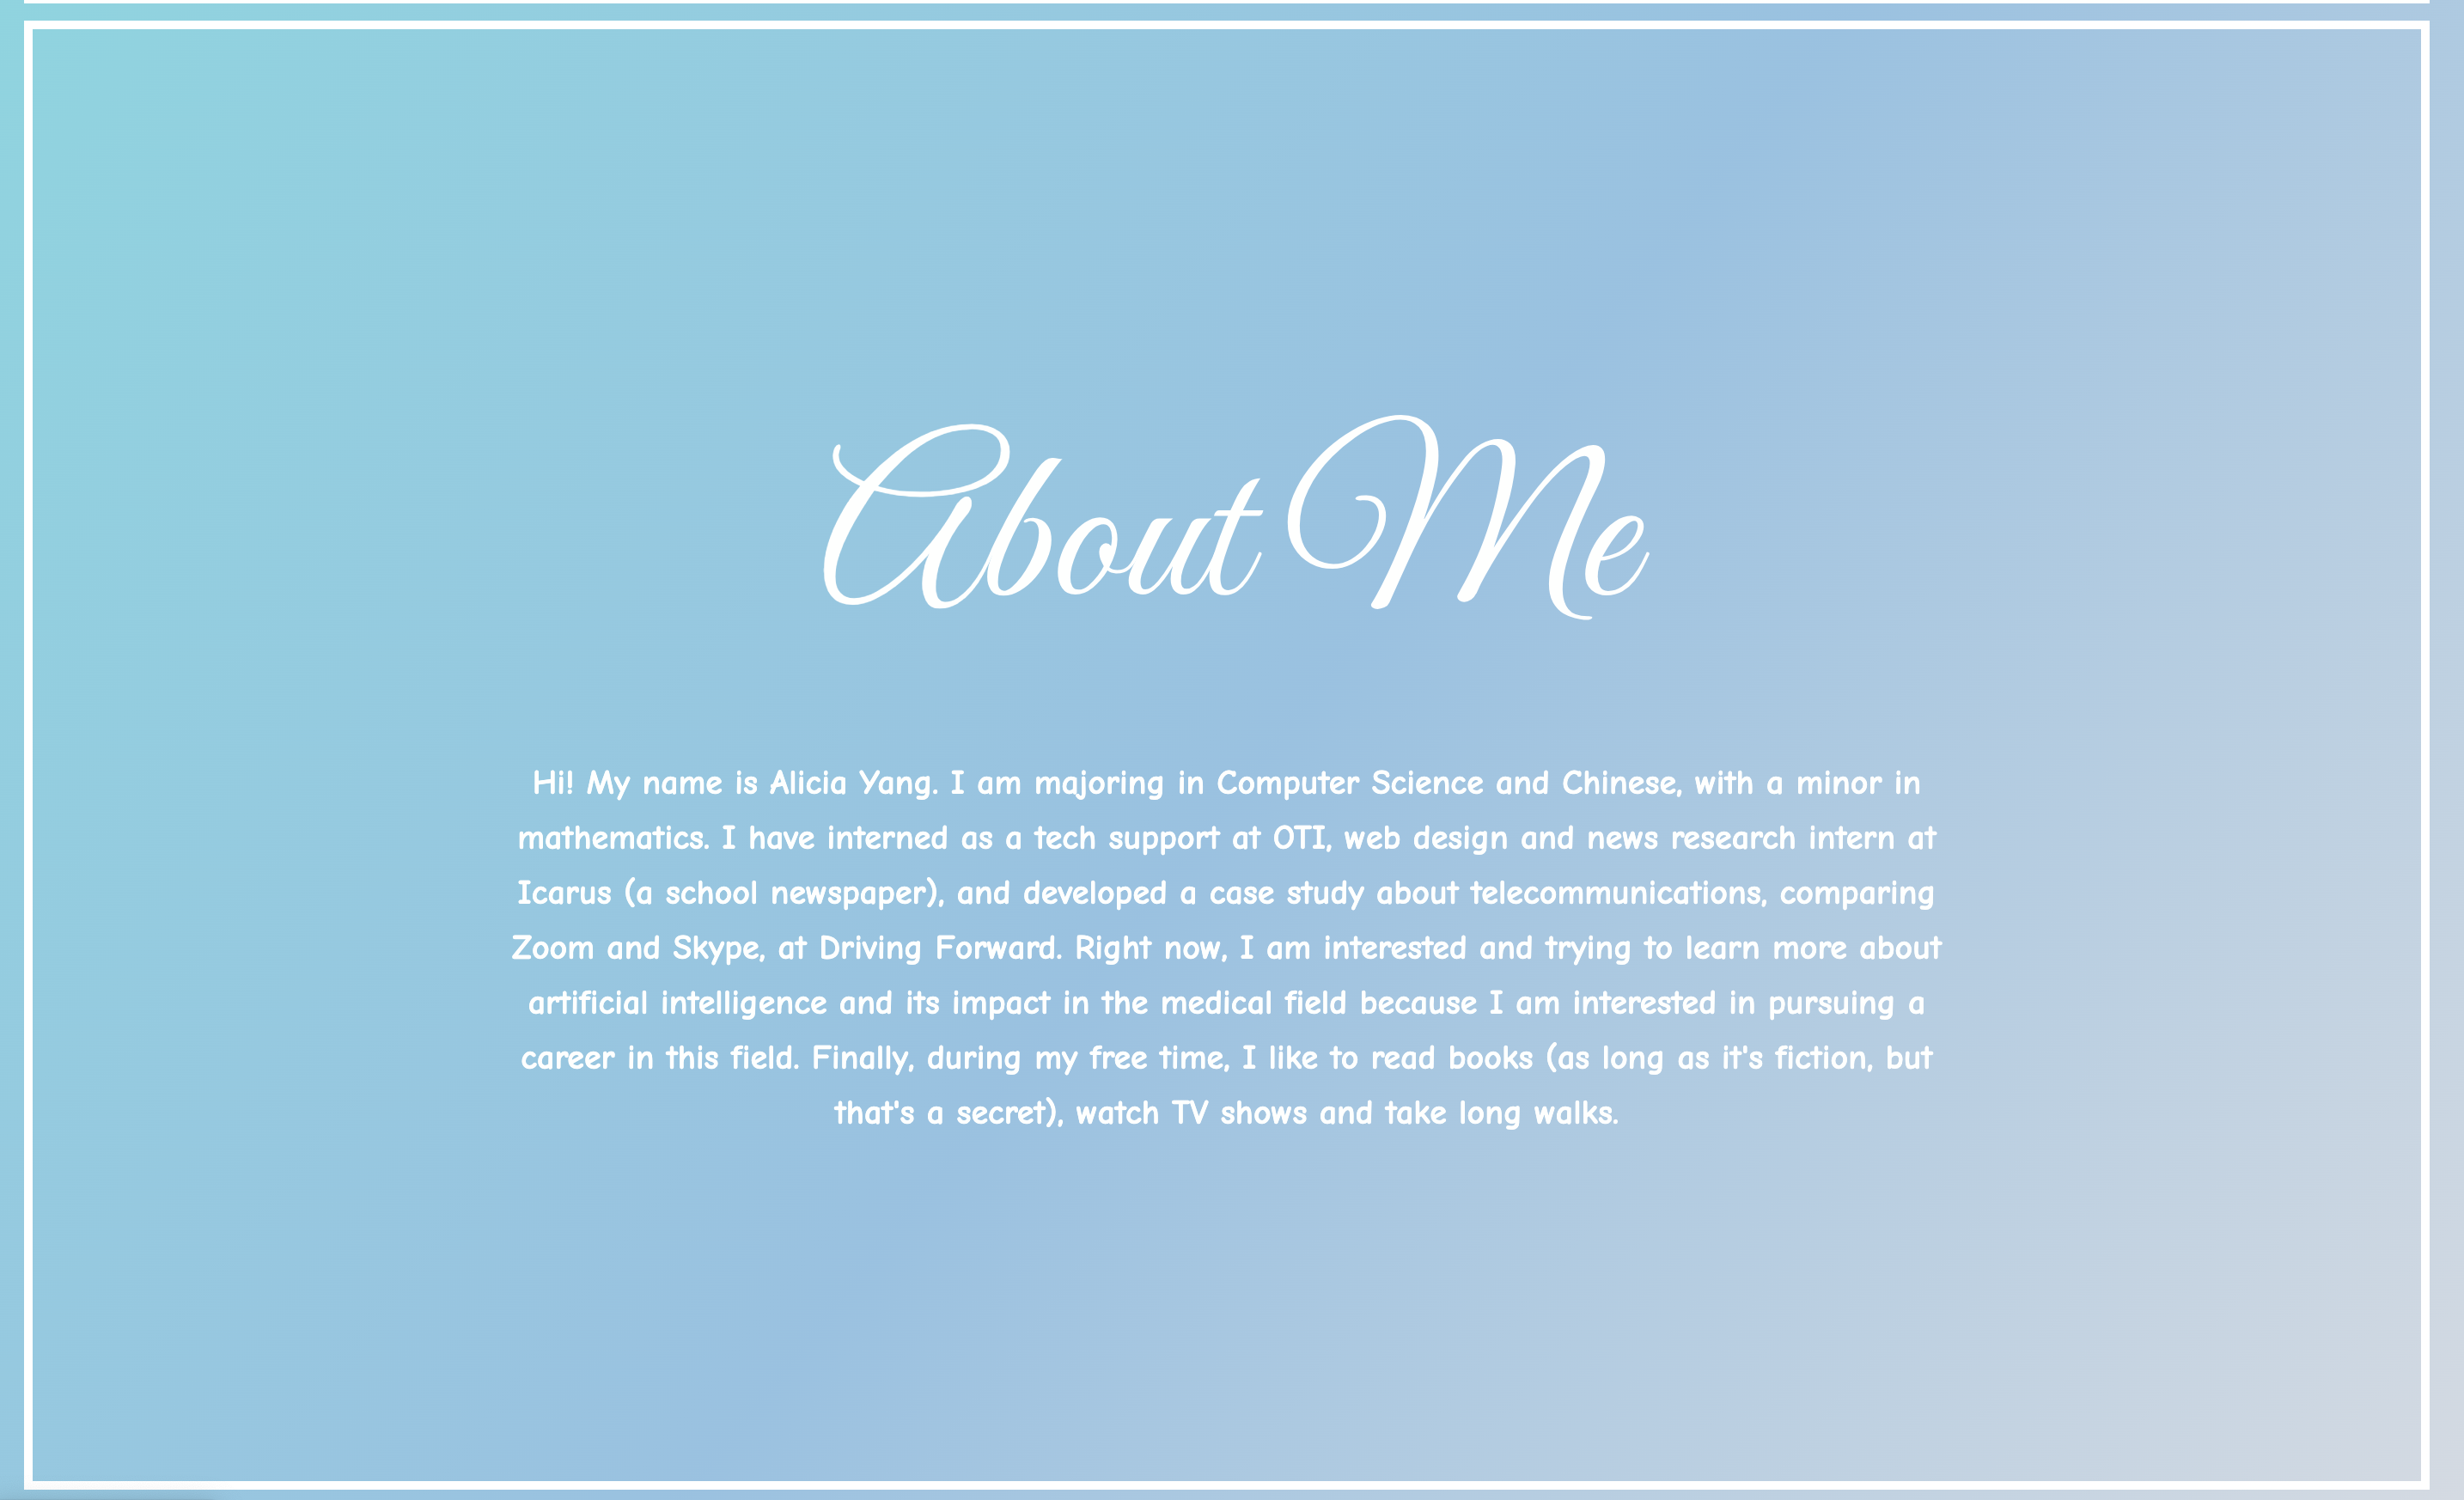 About Me
Hi! My name is Alicia Yang. I am majoring in Computer Science and Chinese, with a minor in
mathematics. I have interned as a tech support at OTI, web design and news research intern at
Icarus (a school newspaper), and developed a case study about telecommunications, comparing
Zoom and Skype, at Driving Forward. Right now, I am interested and trying to learn more about
artificial intelligence and its impact in the medical field because I am interested in pursuing a
career in this field. Finally, during my free time, I like to read books (as long as it's fiction, but
that's a secret), watch TV shows and take long walks.